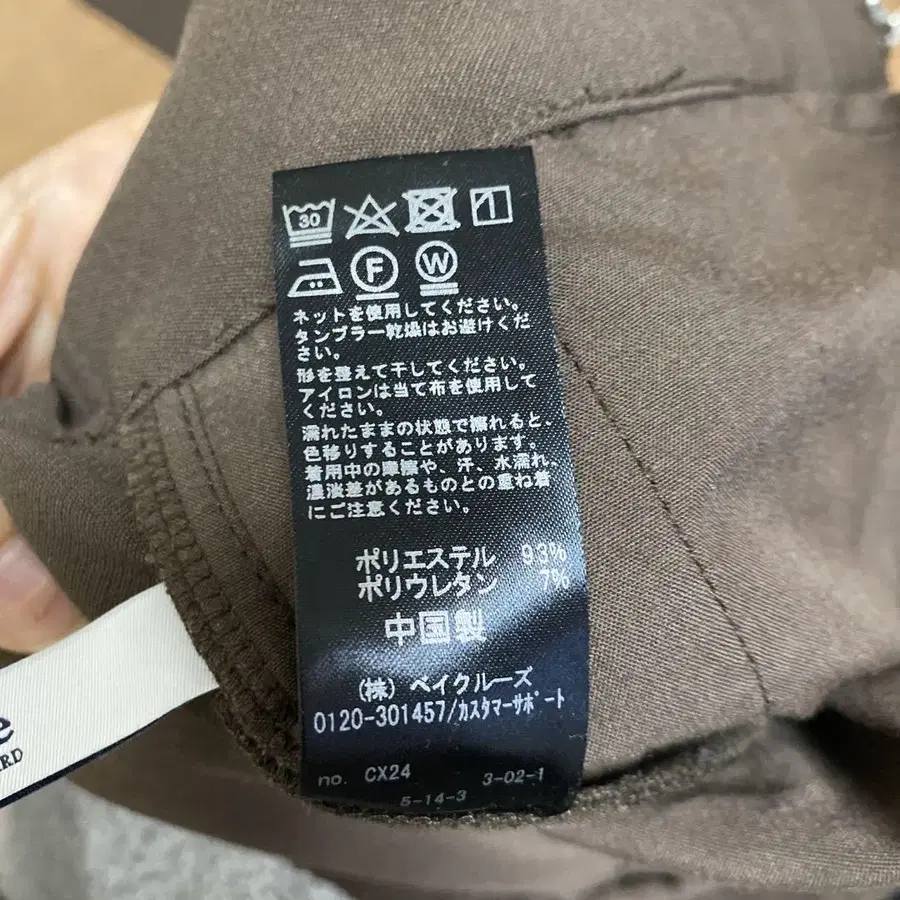 30
F W
ネットを使用してください。
タンブラー乾燥はお避けくだ
さい。
形を整えて干してください。
アイロンは当て布を使用して
ください。
濡れたままの状態で擦れると、
色移りすることがあります。
着用中の摩擦や、汗、水濡れ、
濃淡差があるものとの重ね着
にご注意ください。
ポリエステル 93%
ポリウレタン 7%
中国製
(株) ベイクルーズ
0120-301457/カスタマーサポート
no. CX24 3-02-1
5-14-3
e
RD